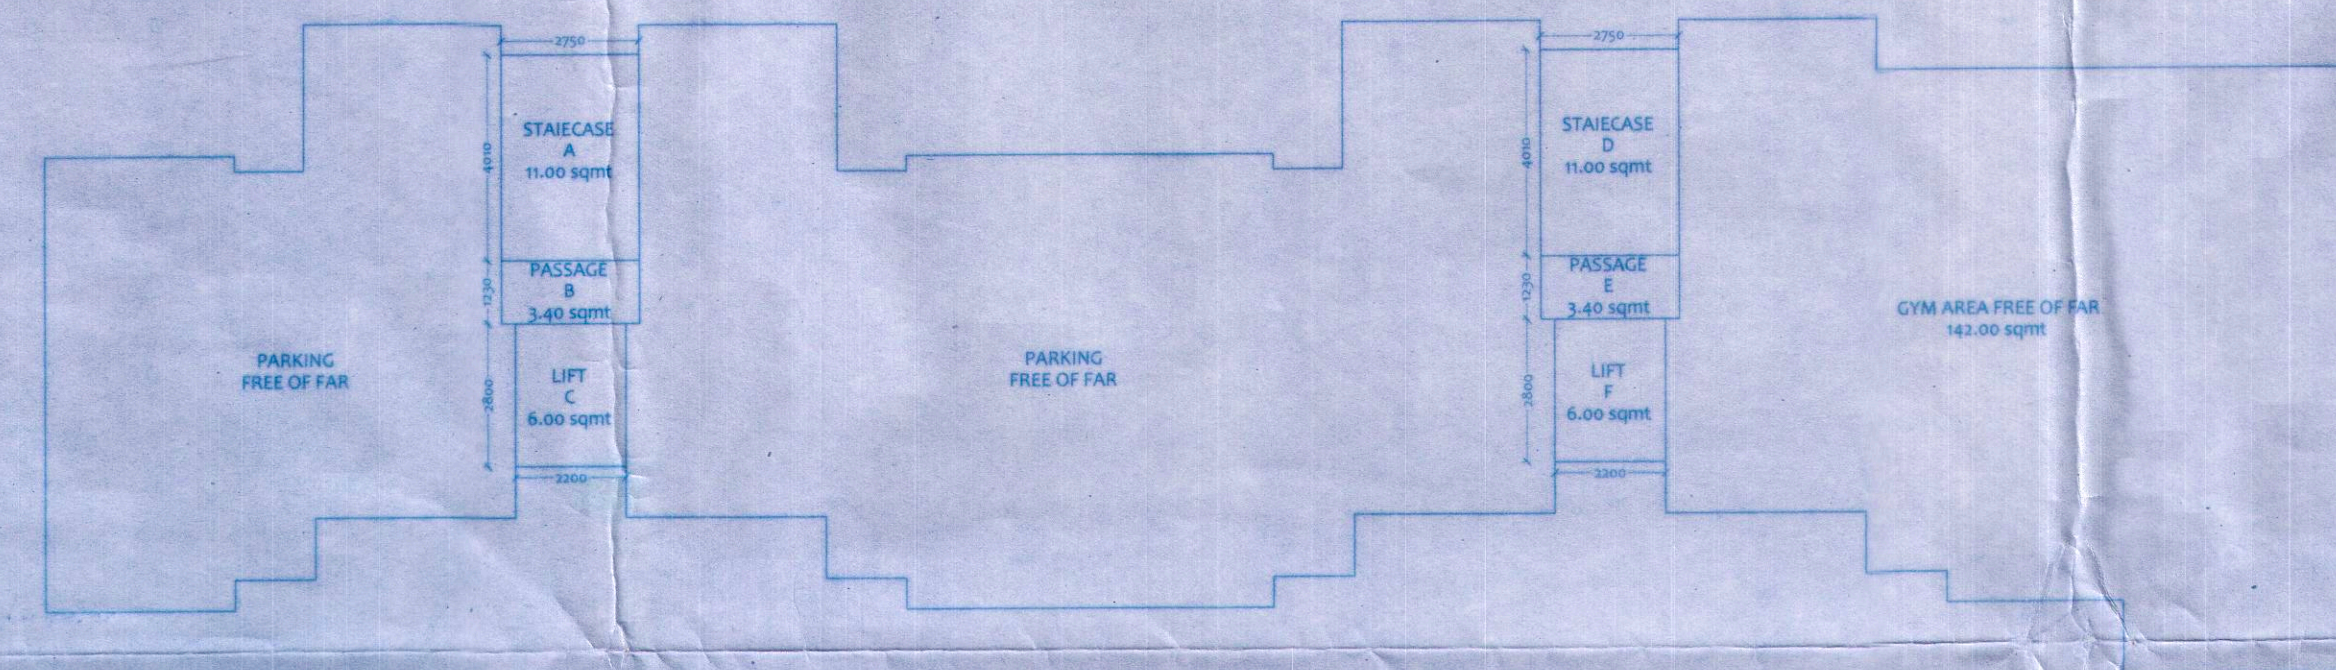 2750
4010
STAIECASE
A
11.00 sqmt
1230
PASSAGE
B
3.40 sqmt
2800
LIFT
C
6.00 sqmt
2200
PARKING
FREE OF FAR
PARKING
FREE OF FAR
2750
4010
STAIECASE
D
11.00 sqmt
1230
PASSAGE
E
3.40 sqmt
2800
LIFT
F
6.00 sqmt
2200
GYM AREA FREE OF FAR
142.00 sqmt